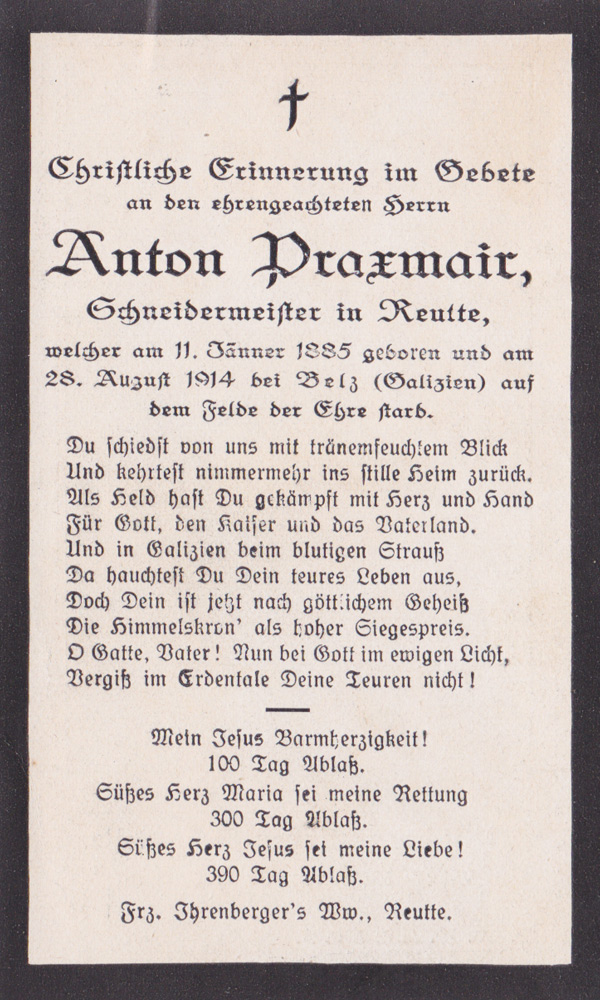 Christliche Erinnerung im Gebete
an den ehrengeachteten Herrn
Anton Praxmair,
Schneidermeister in Reutte,
welcher am 11. Jänner 1885 geboren und am
28. August 1914 bei Belz (Galizien) auf
dem Felde der Ehre starb.
Du schiedst von uns mit tränemfeuchtem Blick
Und kehrtest nimmermehr ins stille Heim zurück.
Als Held hast Du gekämpft mit Herz und Hand
Für Gott, den Kaiser und das Vaterland.
Und in Galizien beim blutigen Strauß
Da hauchtest Du Dein teures Leben aus,
Doch Dein ist jetzt nach göttlichem Geheiß
Die Himmelskron' als hoher Siegespreis.
O Gatte, Vater! Nun bei Gott im ewigen Licht,
Vergiß im Erdentale Deine Teuren nicht!
Mein Jesus Barmherzigkeit!
100 Tag Ablaß.
Süßes Herz Maria sei meine Rettung
300 Tag Ablaß.
Süßes Herz Jesus sei meine Liebe!
390 Tag Ablaß.
Frz. Ihrenberger's Ww., Reutte.